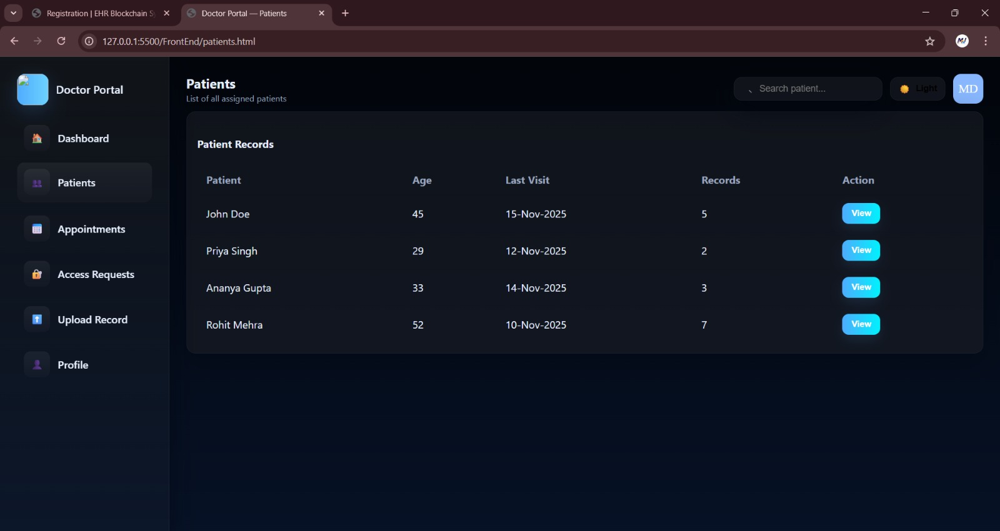 Registration | EHR Blockchain S
Doctor Portal — Patients
127.0.0.1:5500/FrontEnd/patients.html
Doctor Portal
Dashboard
Patients
Appointments
Access Requests
Upload Record
Profile
Patients
List of all assigned patients
Search patient...
Light
MD
Patient Records
Patient Age Last Visit Records Action
John Doe 45 15-Nov-2025 5 View
Priya Singh 29 12-Nov-2025 2 View
Ananya Gupta 33 14-Nov-2025 3 View
Rohit Mehra 52 10-Nov-2025 7 View